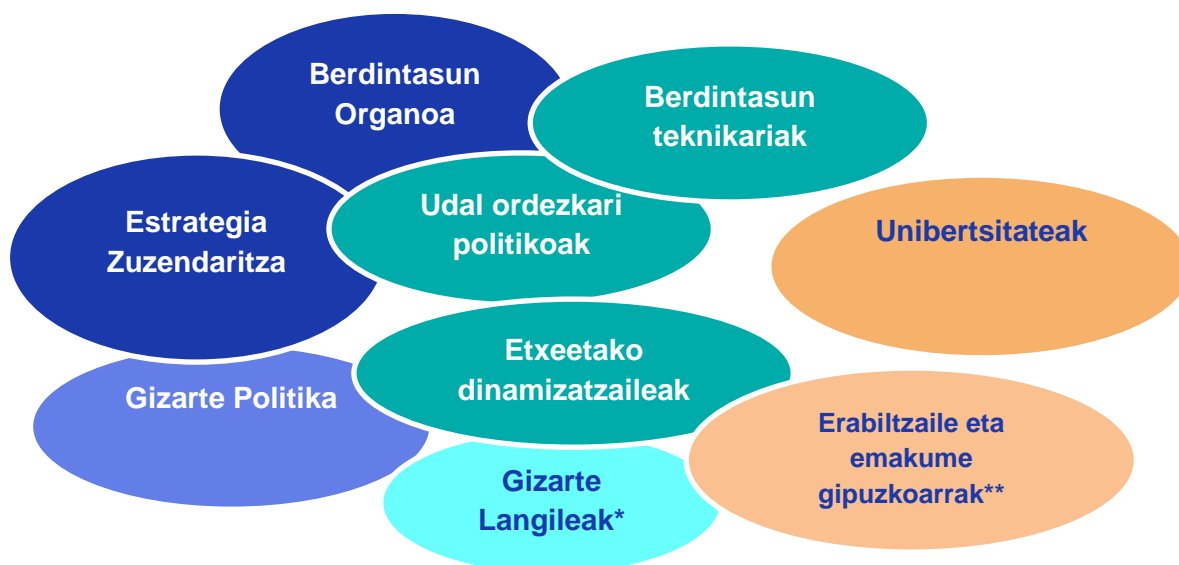 Berdintasun
Organoa
Berdintasun
teknikariak
Estrategia
Zuzendaritza
Udal ordezkari
politikoak
Unibertsitateak
Etxeetako
dinamizatzaileak
Gizarte Politika
Erabiltzaile eta
emakume
gipuzkoarrak**
Gizarte
Langileak*